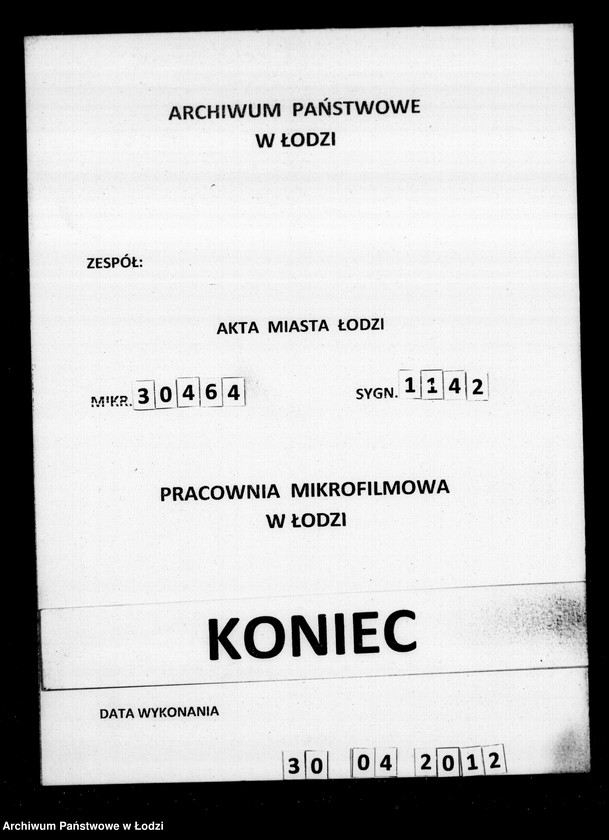 ARCHIWUM PAŃSTWOWE
W ŁODZI
ZESPÓŁ:
AKTA MIASTA ŁODZI
MIKR. 30464 SYGN. 1142
PRACOWNIA MIKROFILMOWA
W ŁODZI
KONIEC
DATA WYKONANIA
30 04 2012
Archiwum Państwowe w Łodzi